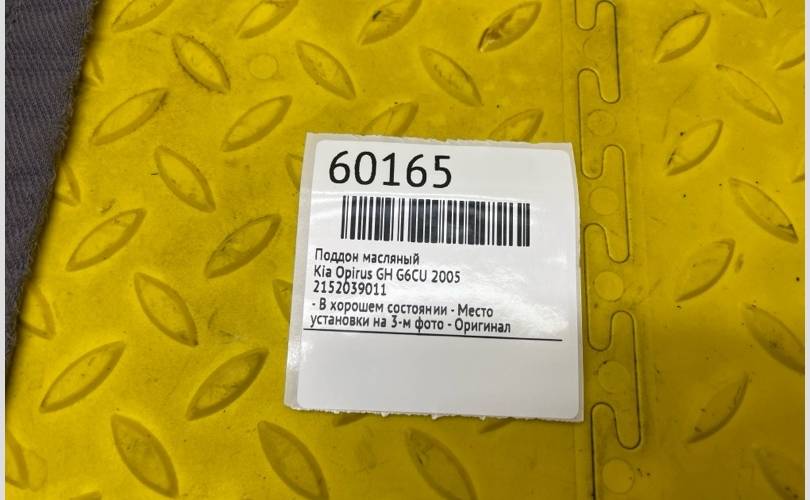 60165
Поддон масляный
Kia Opirus GH G6CU 2005
2152039011
- В хорошем состоянии - Место
установки на 3-м фото - Оригинал